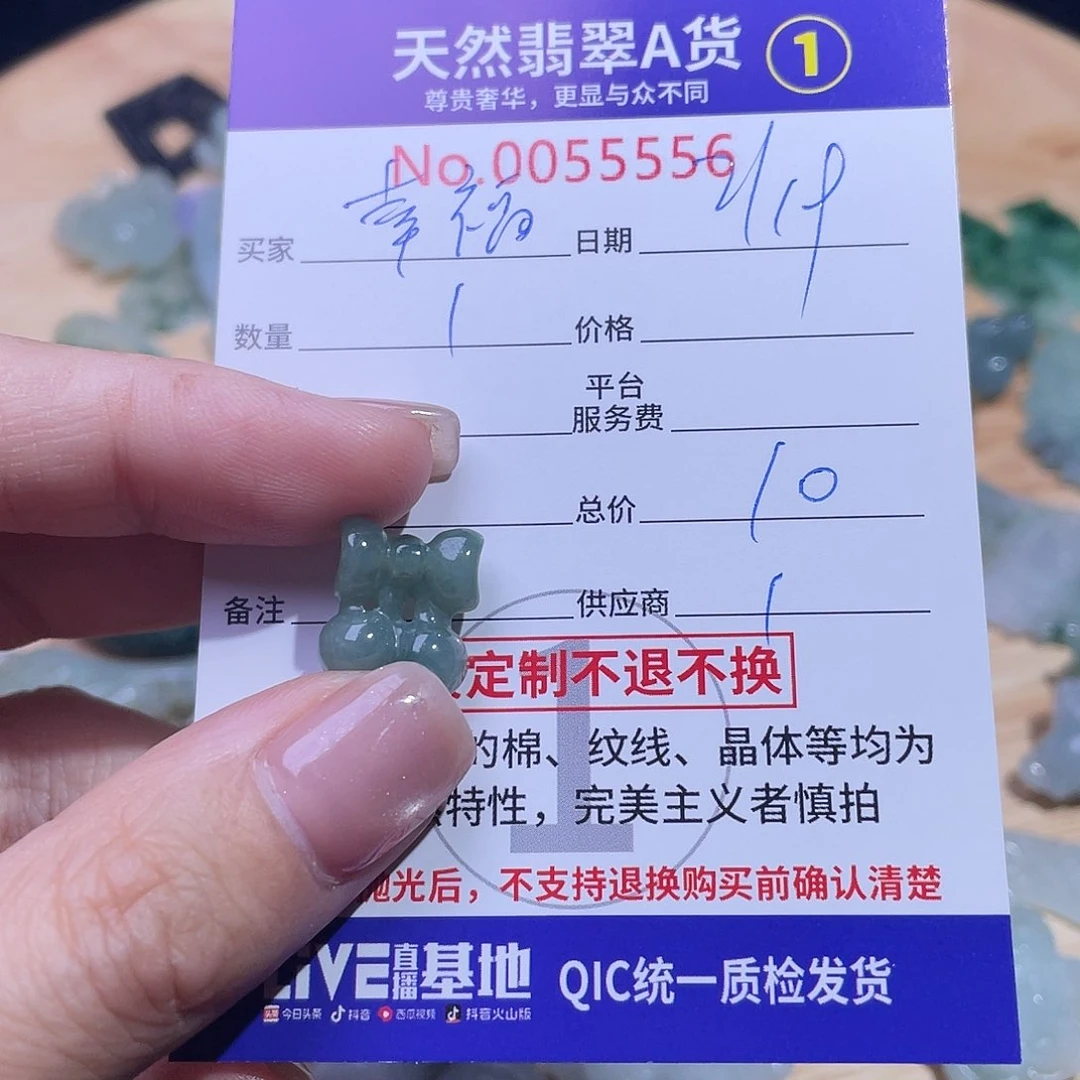 天然翡翠A货 1
尊贵奢华，更显与众不同
No.0055556
买家 幸福 日期
数量 1 价格
平台
服务费
总价 10
备注 供应商 1
定制不退不换
的棉、纹线、晶体等均为
特性，完美主义者慎拍
抛光后，不支持退换购买前确认清楚
LIVE直播基地 QIC统一质检发货
今日头条 抖音 西瓜视频 抖音火山版